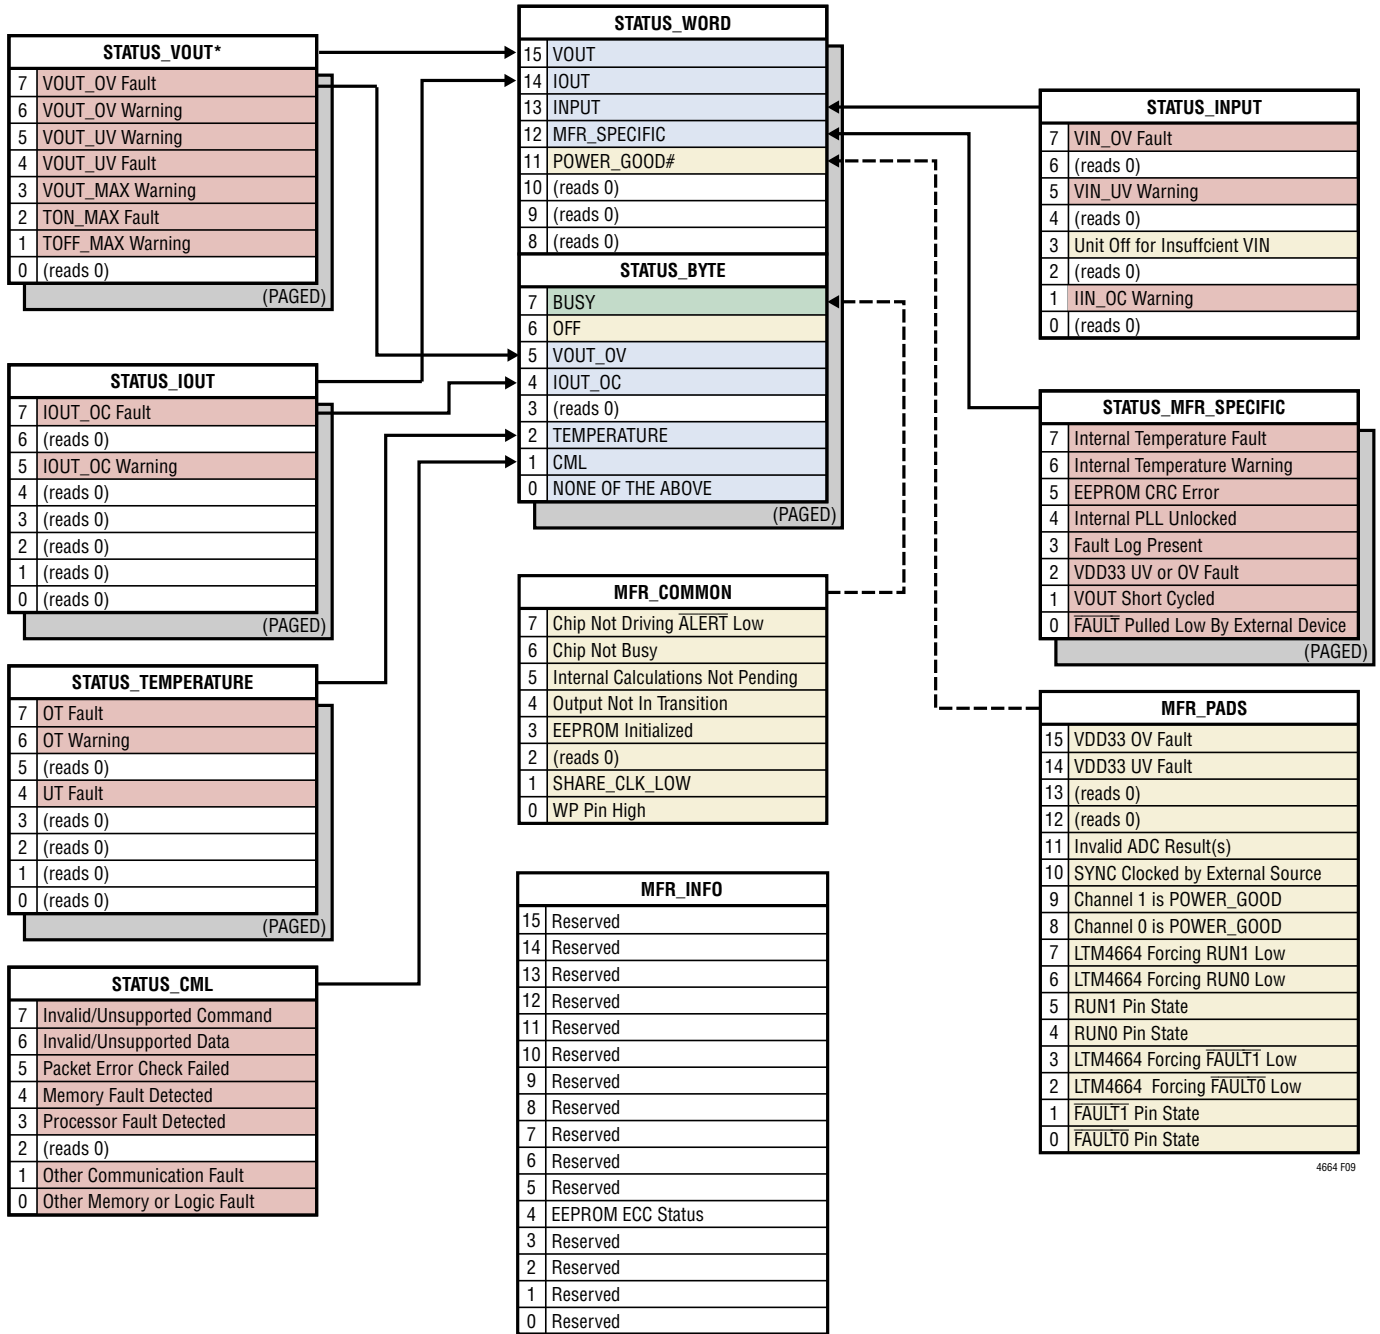 STATUS_VOUT*
7 VOUT_OV Fault
6 VOUT_OV Warning
5 VOUT_UV Warning
4 VOUT_UV Fault
3 VOUT_MAX Warning
2 TON_MAX Fault
1 TOFF_MAX Warning
0 (reads 0)
(PAGED)
STATUS_IOUT
7 IOUT_OC Fault
6 (reads 0)
5 IOUT_OC Warning
4 (reads 0)
3 (reads 0)
2 (reads 0)
1 (reads 0)
0 (reads 0)
(PAGED)
STATUS_TEMPERATURE
7 OT Fault
6 OT Warning
5 (reads 0)
4 UT Fault
3 (reads 0)
2 (reads 0)
1 (reads 0)
0 (reads 0)
(PAGED)
STATUS_CML
7 Invalid/Unsupported Command
6 Invalid/Unsupported Data
5 Packet Error Check Failed
4 Memory Fault Detected
3 Processor Fault Detected
2 (reads 0)
1 Other Communication Fault
0 Other Memory or Logic Fault
STATUS_WORD
15 VOUT
14 IOUT
13 INPUT
12 MFR_SPECIFIC
11 POWER_GOOD#
10 (reads 0)
9 (reads 0)
8 (reads 0)
STATUS_BYTE
7 BUSY
6 OFF
5 VOUT_OV
4 IOUT_OC
3 (reads 0)
2 TEMPERATURE
1 CML
0 NONE OF THE ABOVE
(PAGED)
MFR_COMMON
7 Chip Not Driving ALERT Low
6 Chip Not Busy
5 Internal Calculations Not Pending
4 Output Not In Transition
3 EEPROM Initialized
2 (reads 0)
1 SHARE_CLK_LOW
0 WP Pin High
MFR_INFO
15 Reserved
14 Reserved
13 Reserved
12 Reserved
11 Reserved
10 Reserved
9 Reserved
8 Reserved
7 Reserved
6 Reserved
5 Reserved
4 EEPROM ECC Status
3 Reserved
2 Reserved
1 Reserved
0 Reserved
STATUS_INPUT
7 VIN_OV Fault
6 (reads 0)
5 VIN_UV Warning
4 (reads 0)
3 Unit Off for Insuffcient VIN
2 (reads 0)
1 IIN_OC Warning
0 (reads 0)
STATUS_MFR_SPECIFIC
7 Internal Temperature Fault
6 Internal Temperature Warning
5 EEPROM CRC Error
4 Internal PLL Unlocked
3 Fault Log Present
2 VDD33 UV or OV Fault
1 VOUT Short Cycled
0 FAULT Pulled Low By External Device
(PAGED)
MFR_PADS
15 VDD33 OV Fault
14 VDD33 UV Fault
13 (reads 0)
12 (reads 0)
11 Invalid ADC Result(s)
10 SYNC Clocked by External Source
9 Channel 1 is POWER_GOOD
8 Channel 0 is POWER_GOOD
7 LTM4664 Forcing RUN1 Low
6 LTM4664 Forcing RUN0 Low
5 RUN1 Pin State
4 RUN0 Pin State
3 LTM4664 Forcing FAULT1 Low
2 LTM4664 Forcing FAULT0 Low
1 FAULT1 Pin State
0 FAULT0 Pin State
4664 F09